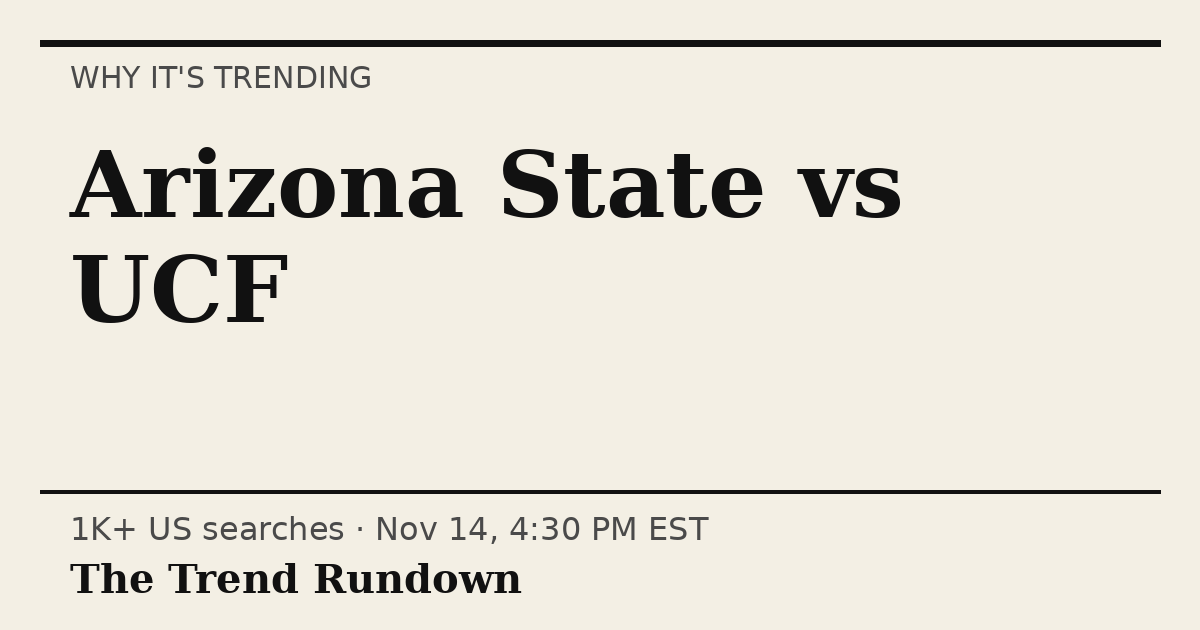 WHY IT'S TRENDING
Arizona State vs
UCF
1K+ US searches · Nov 14, 4:30 PM EST
The Trend Rundown